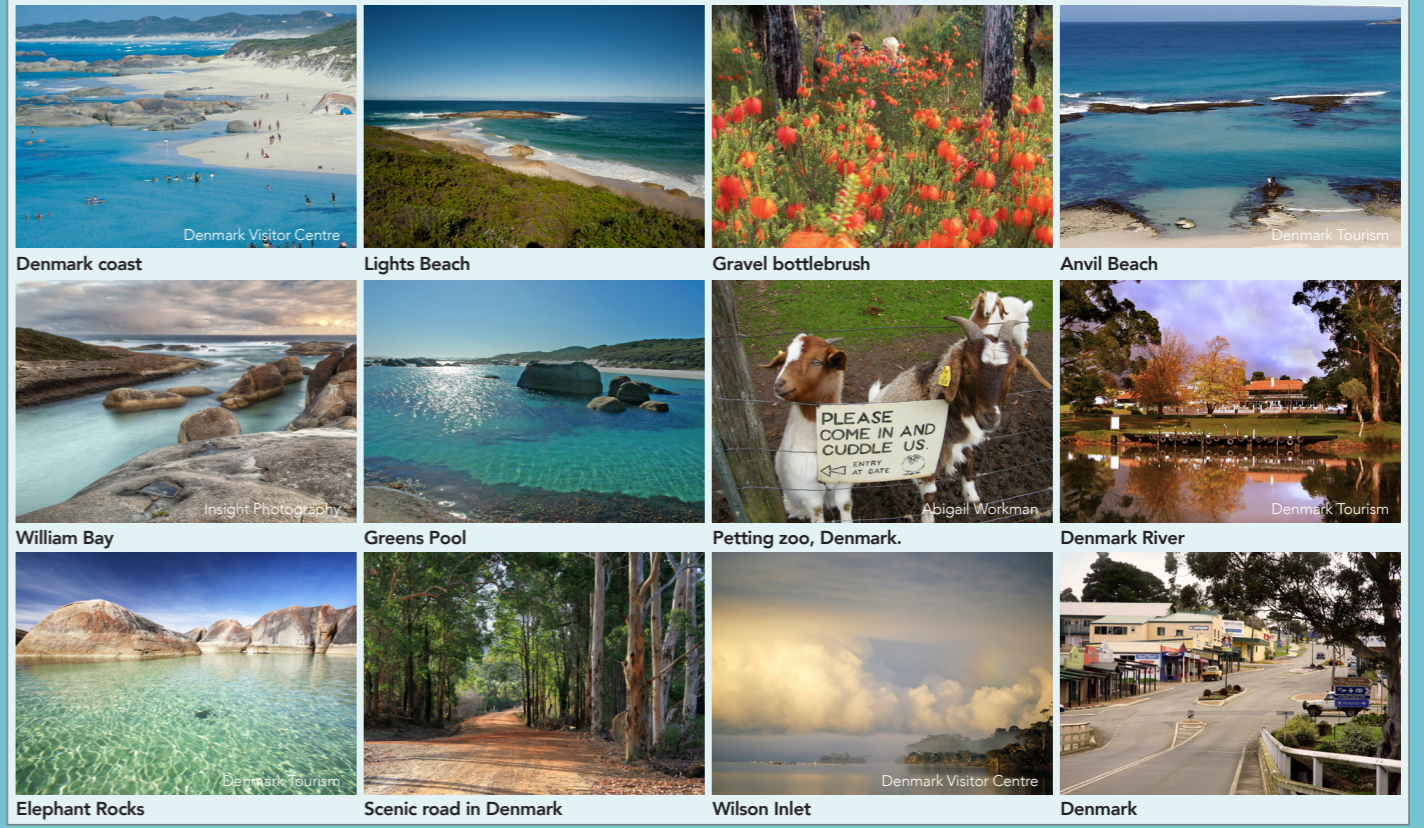 Denmark Visitor Centre
Denmark Tourism
Denmark coast
Lights Beach
Gravel bottlebrush
Anvil Beach
PLEASE
COME IN AND
CUDDLE US.
ENTRY
AT GATE
Insight Photography
Abigail Workman
Denmark Tourism
William Bay
Greens Pool
Petting zoo, Denmark.
Denmark River
Denmark Tourism
Denmark Visitor Centre
Elephant Rocks
Scenic road in Denmark
Wilson Inlet
Denmark